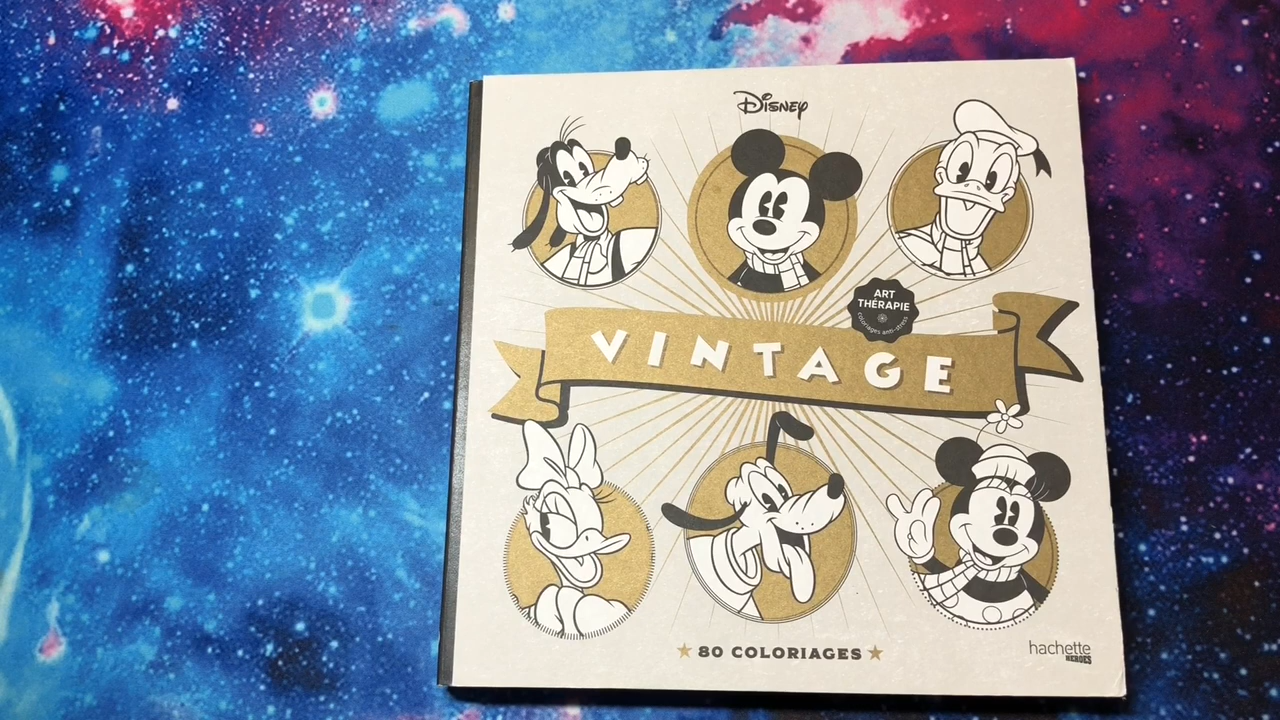 Disney
ART
THÉRAPIE
coloriages anti-stress
VINTAGE
★ 80 COLORIAGES ★
hachette
HEROES